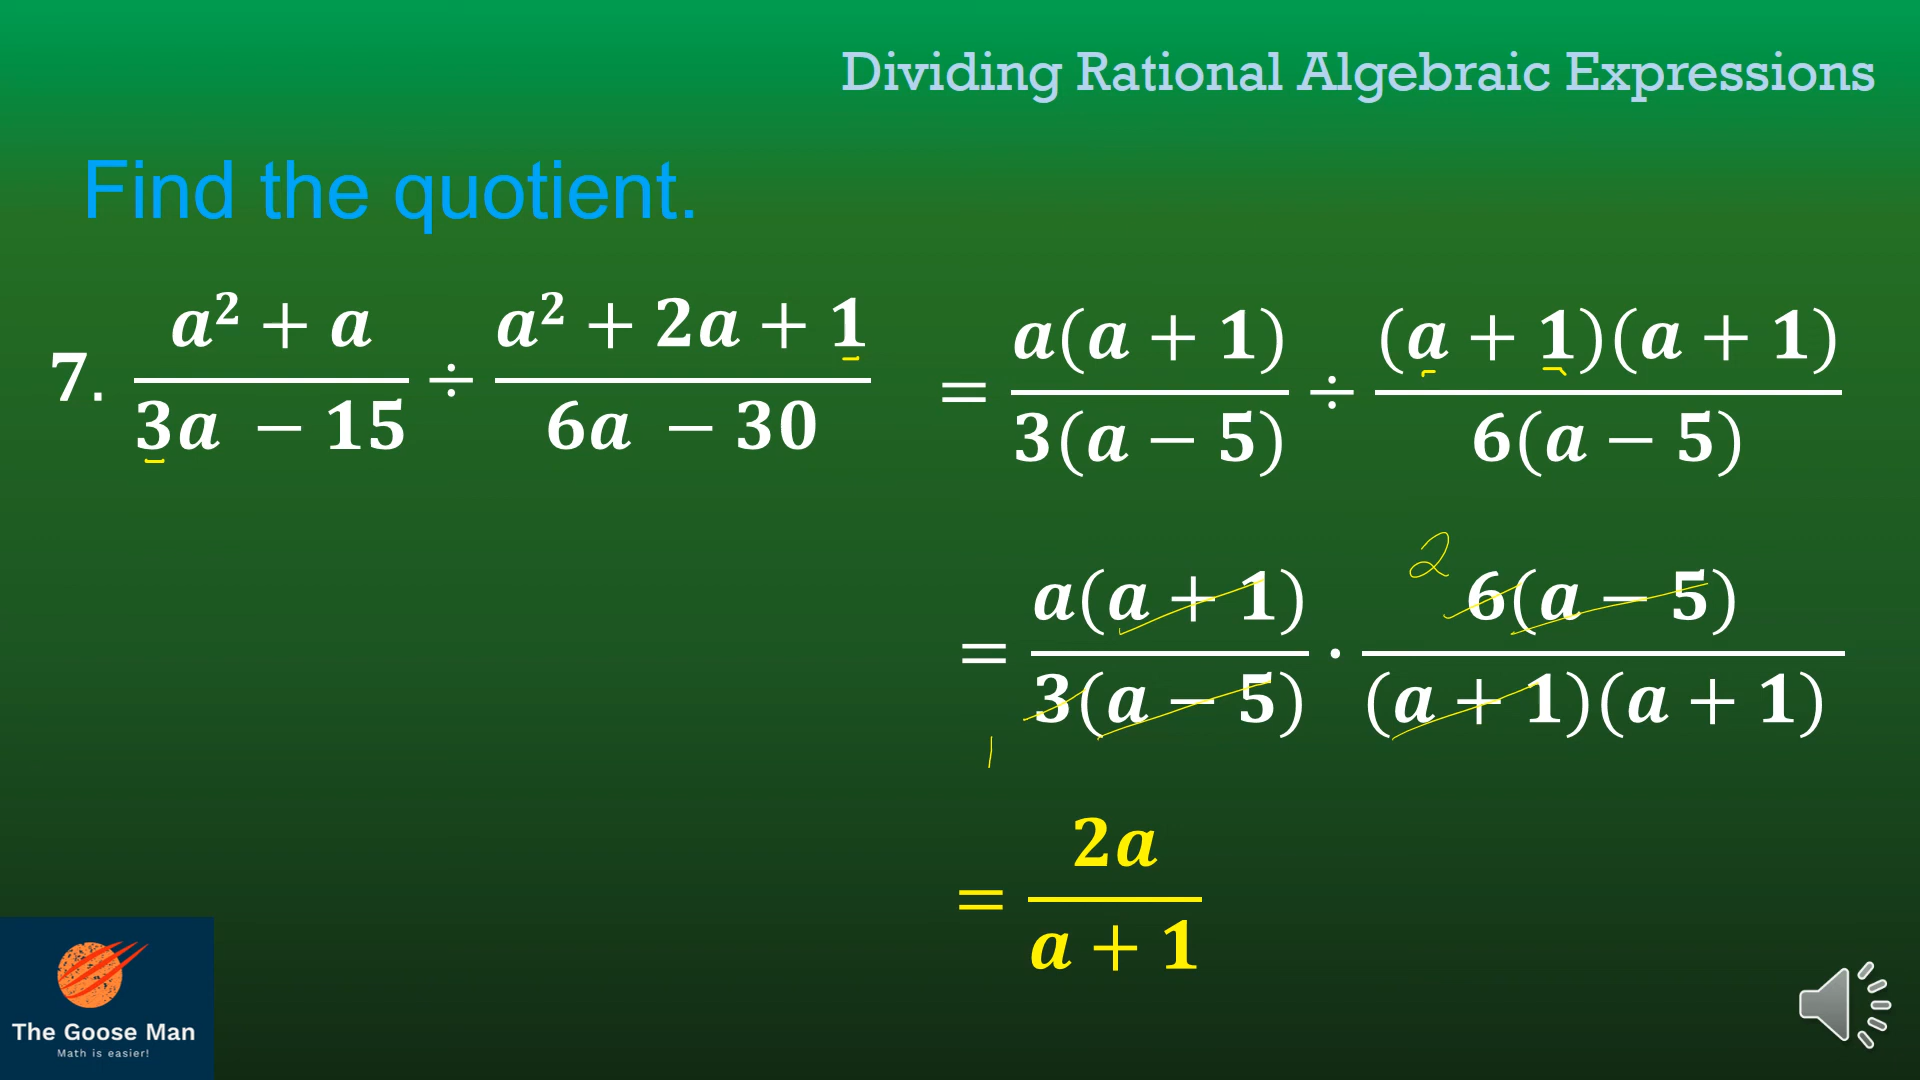 Dividing Rational Algebraic Expressions
Find the quotient.
7. (a² + a)/(3a − 15) ÷ (a² + 2a + 1)/(6a − 30)
= a(a + 1)/3(a − 5) ÷ (a + 1)(a + 1)/6(a − 5)
2
= a(a + 1)/3(a − 5) · 6(a − 5)/(a + 1)(a + 1)
1
= 2a/(a + 1)
The Goose Man
Math is easier!